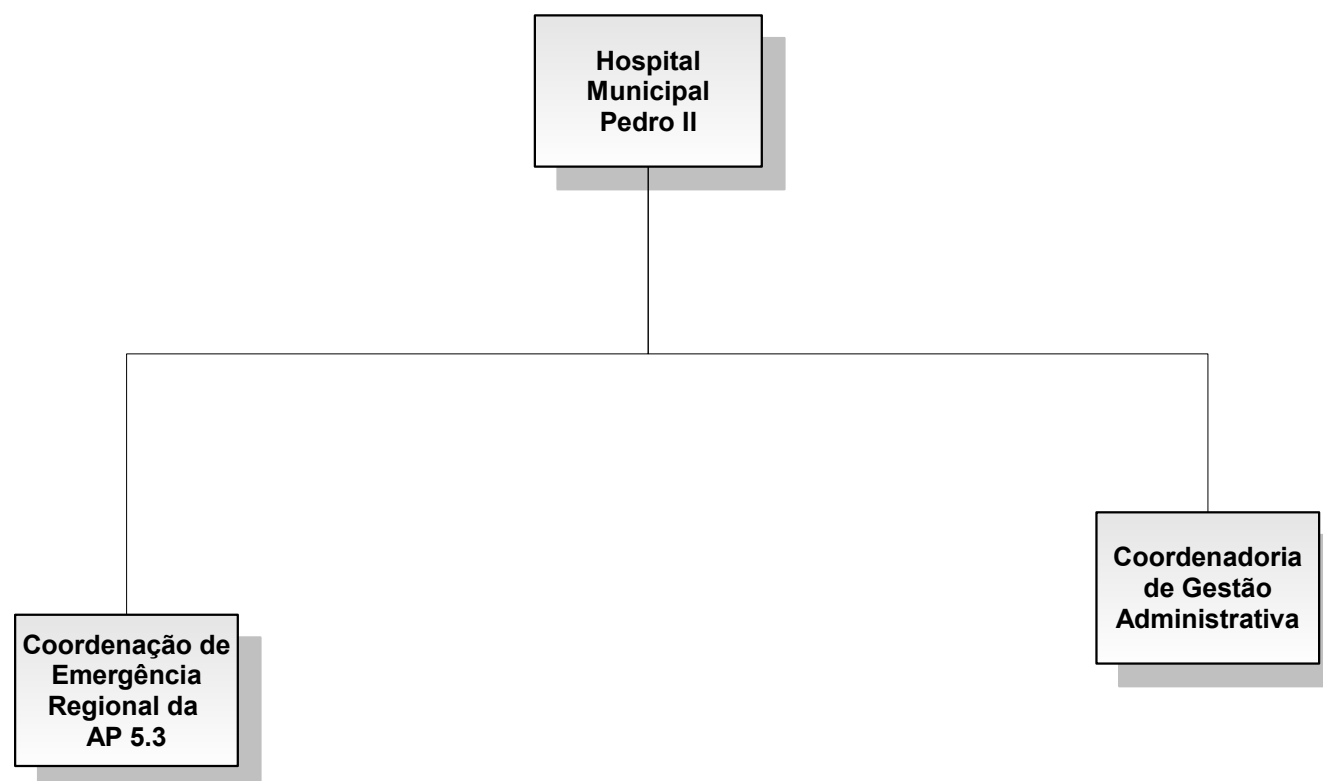 Hospital
Municipal
Pedro II
Coordenadoria
de Gestão
Administrativa
Coordenação de
Emergência
Regional da
AP 5.3